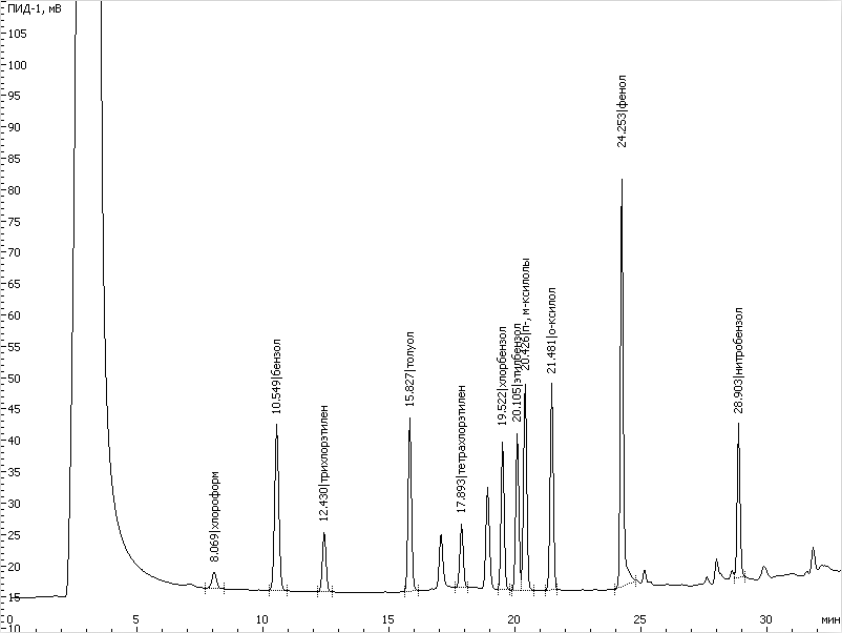 ПИД-1, мВ
105
100
95
90
85
80
75
70
65
60
55
50
45
40
35
30
25
20
15
10
0
5
10
15
20
25
30
мин
8.069|хлороформ
10.549|бензол
12.430|трихлорэтилен
15.827|толуол
17.893|тетрахлорэтилен
19.522|хлорбензол
20.105|этилбензол
20.426|п-, м-ксилолы
21.481|о-ксилол
24.253|фенол
28.903|нитробензол